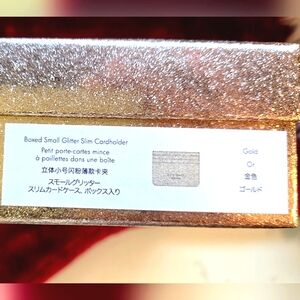 Boxed Small Glitter Slim Cardholder
Petit porte-cartes mince
à paillettes dans une boîte
立体小号闪粉薄款卡夹
スモールグリッター
スリムカードケース、ボックス入り
Gold
Or
金色
ゴールド